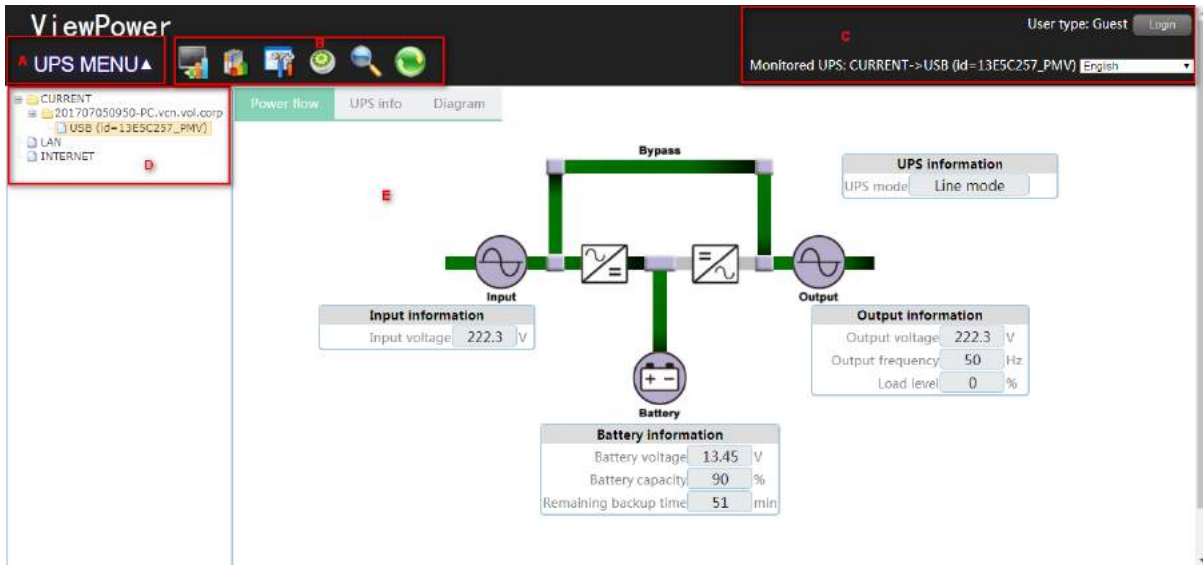 ViewPower
User type: Guest Login
A UPS MENU▲
B
C
Monitored UPS: CURRENT->USB (id=13E5C257_PMV) English
CURRENT
201707050950-PC.vcn.vol.corp
USB (id=13E5C257_PMV)
LAN
INTERNET
D
Power flow UPS info Diagram
E
Bypass
UPS information
UPS mode Line mode
Input
Output
Input information
Input voltage 222.3 V
Output information
Output voltage 222.3 V
Output frequency 50 Hz
Load level 0 %
Battery
Battery information
Battery voltage 13.45 V
Battery capacity 90 %
Remaining backup time 51 min